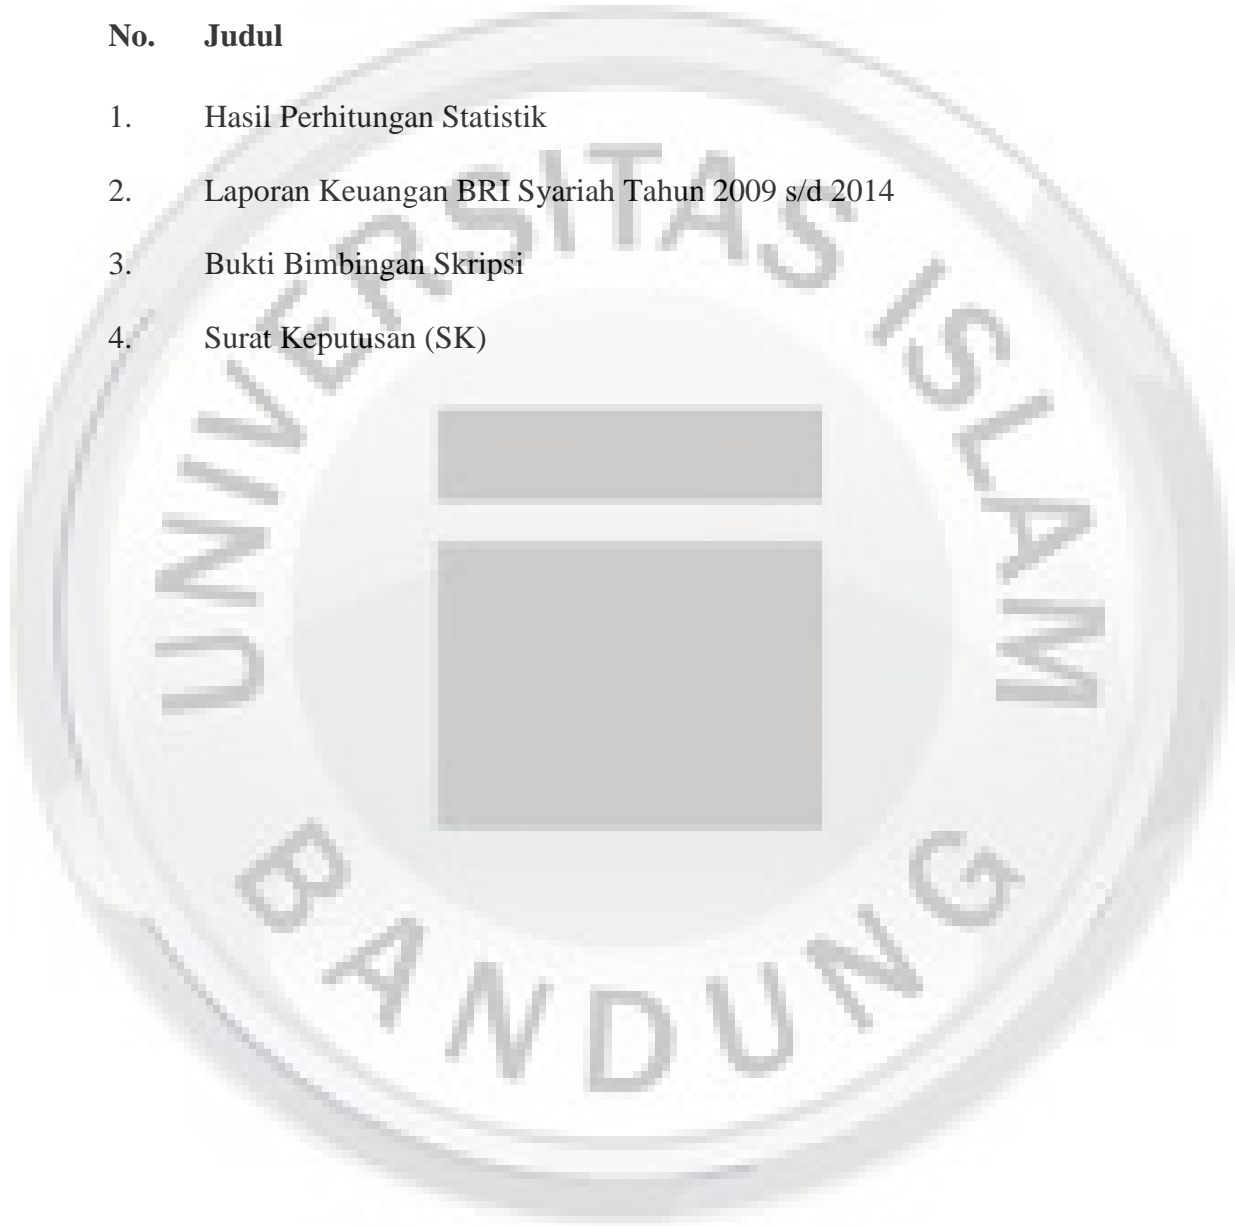 No. Judul
1. Hasil Perhitungan Statistik
2. Laporan Keuangan BRI Syariah Tahun 2009 s/d 2014
3. Bukti Bimbingan Skripsi
4. Surat Keputusan (SK)
UNIVERSITAS ISLAM
BANDUNG